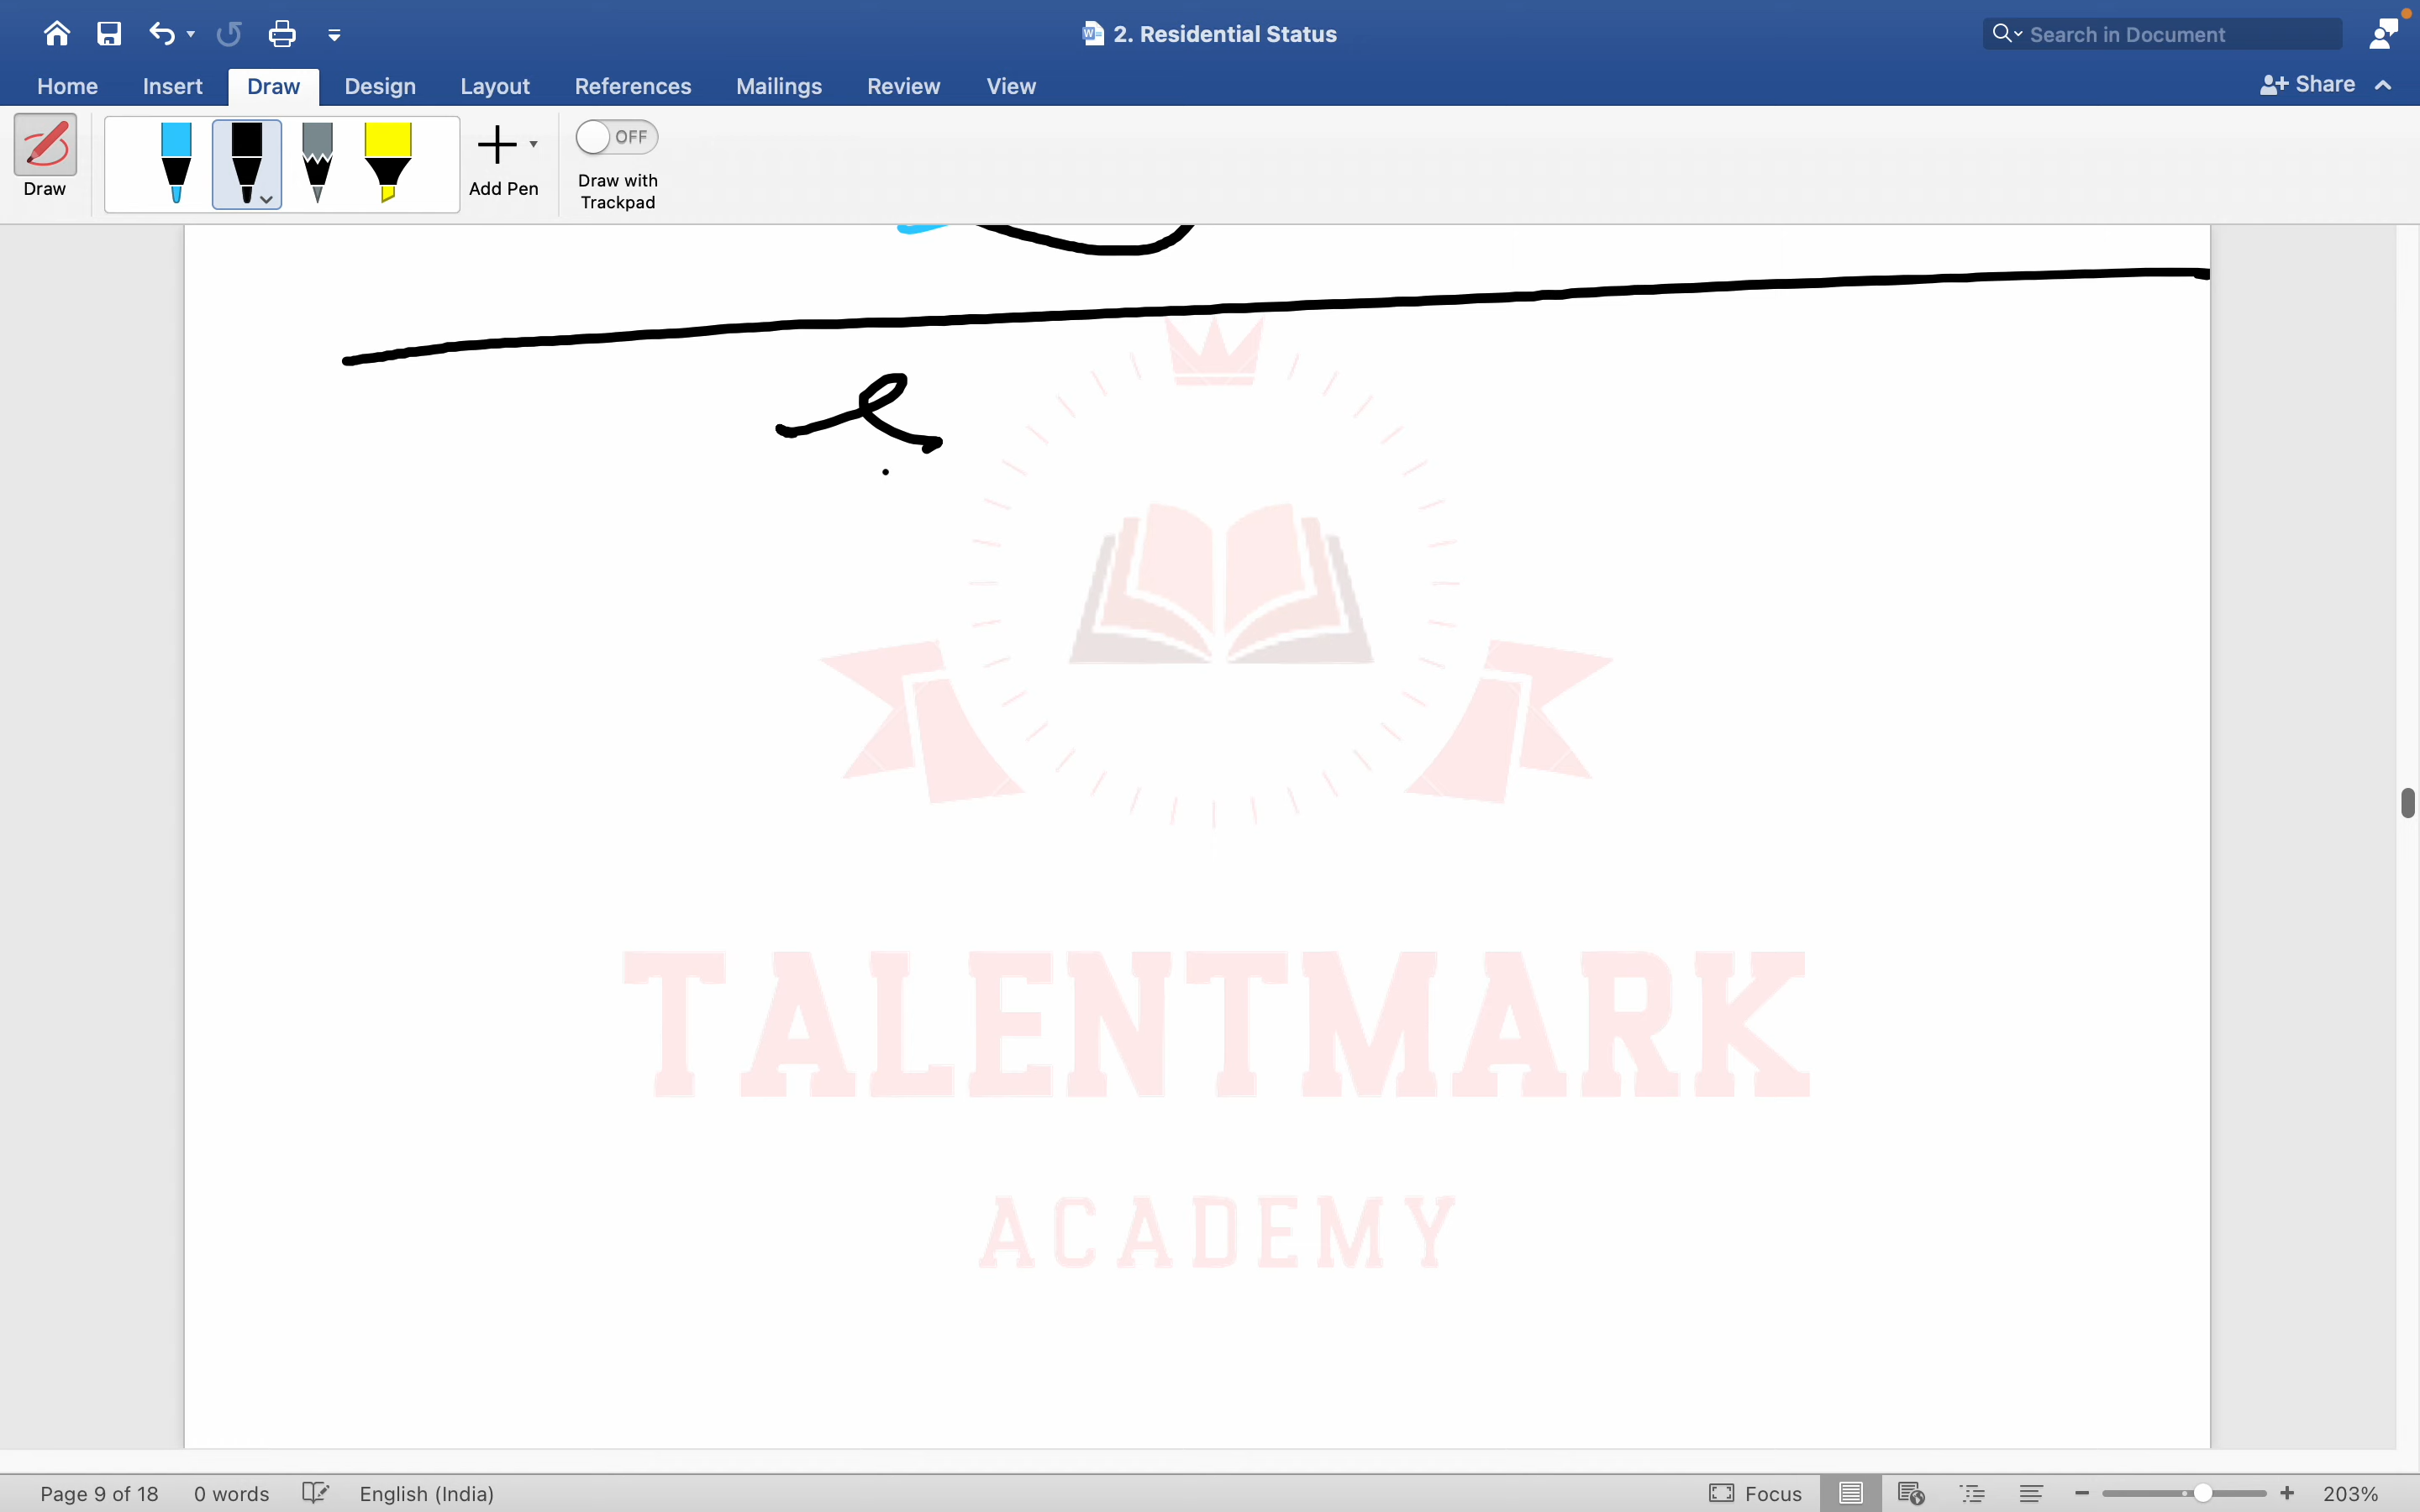 2. Residential Status
Search in Document
Home Insert Draw Design Layout References Mailings Review View Share
Draw Add Pen OFF Draw with Trackpad
TALENTMARK
ACADEMY
Page 9 of 18 0 words English (India) Focus 203%